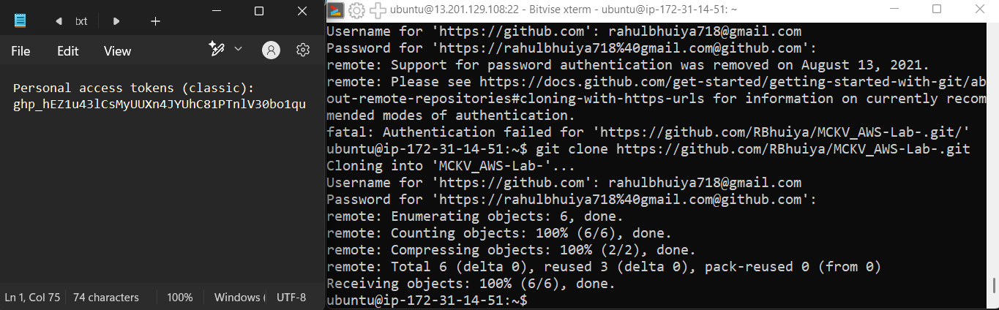 txt
File Edit View
Personal access tokens (classic):
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
Ln 1, Col 75 74 characters 100% Windows ( UTF-8
ubuntu@13.201.129.108:22 - Bitvise xterm - ubuntu@ip-172-31-14-51: ~
Username for 'https://github.com': rahulbhuiya718@gmail.com
Password for 'https://rahulbhuiya718%40gmail.com@github.com':
remote: Support for password authentication was removed on August 13, 2021.
remote: Please see https://docs.github.com/get-started/getting-started-with-git/ab
out-remote-repositories#cloning-with-https-urls for information on currently recom
mended modes of authentication.
fatal: Authentication failed for 'https://github.com/RBhuiya/MCKV_AWS-Lab-.git/'
ubuntu@ip-172-31-14-51:~$ git clone https://github.com/RBhuiya/MCKV_AWS-Lab-.git
Cloning into 'MCKV_AWS-Lab-'...
Username for 'https://github.com': rahulbhuiya718@gmail.com
Password for 'https://rahulbhuiya718%40gmail.com@github.com':
remote: Enumerating objects: 6, done.
remote: Counting objects: 100% (6/6), done.
remote: Compressing objects: 100% (2/2), done.
remote: Total 6 (delta 0), reused 3 (delta 0), pack-reused 0 (from 0)
Receiving objects: 100% (6/6), done.
ubuntu@ip-172-31-14-51:~$